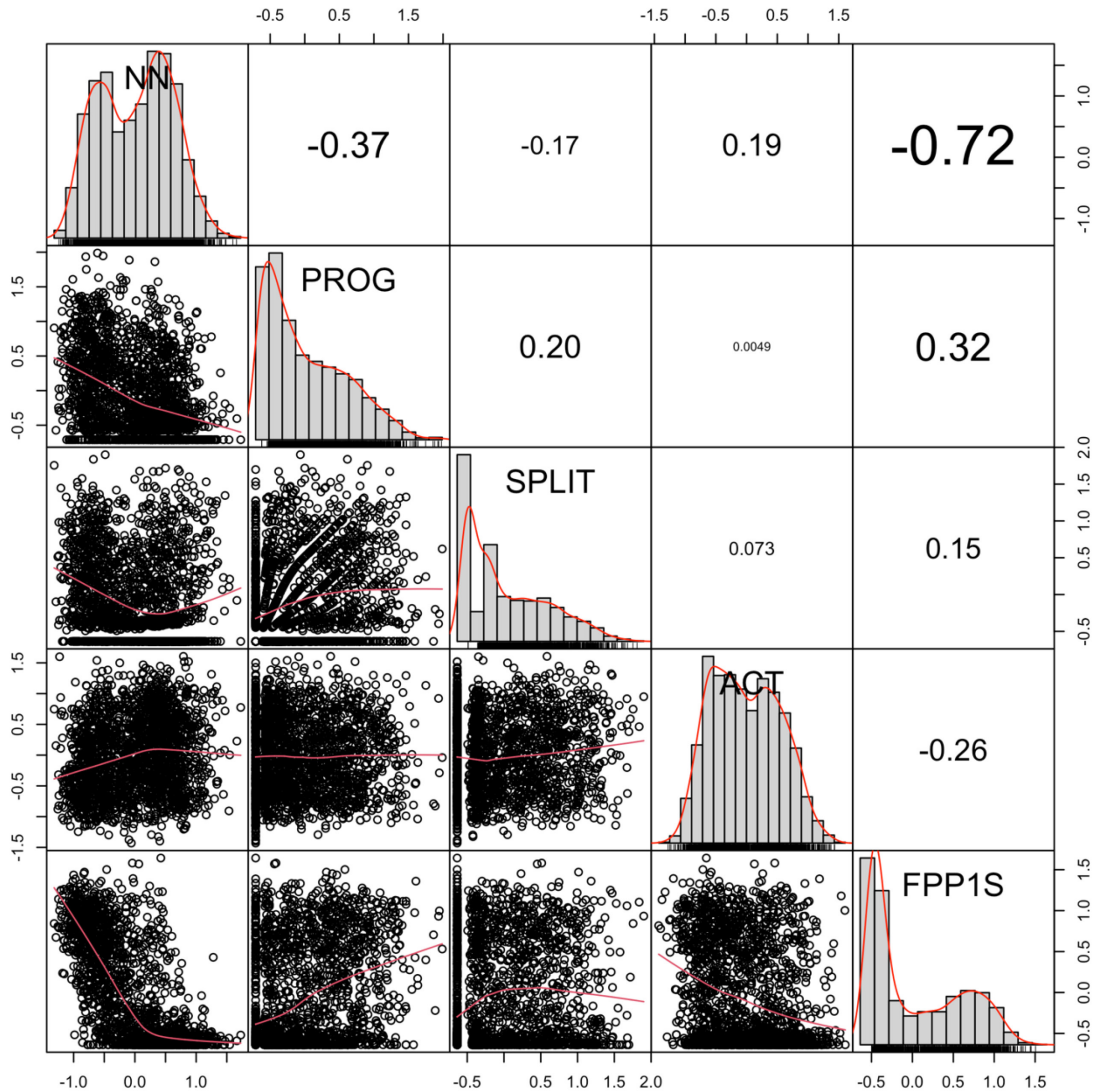 -0.5 0.5 1.5 -1.5 -0.5 0.5 1.5
NN -0.37 -0.17 0.19 -0.72
-1.0 0.0 1.0
PROG 0.20 0.0049 0.32
-0.5 0.5 1.5
SPLIT 0.073 0.15
-0.5 0.5 1.0 1.5 2.0
ACT -0.26
-1.5 -0.5 0.5 1.5
FPP1S
-0.5 0.0 0.5 1.0 1.5
-1.0 0.0 1.0 -0.5 0.5 1.0 1.5 2.0 -0.5 0.0 0.5 1.0 1.5